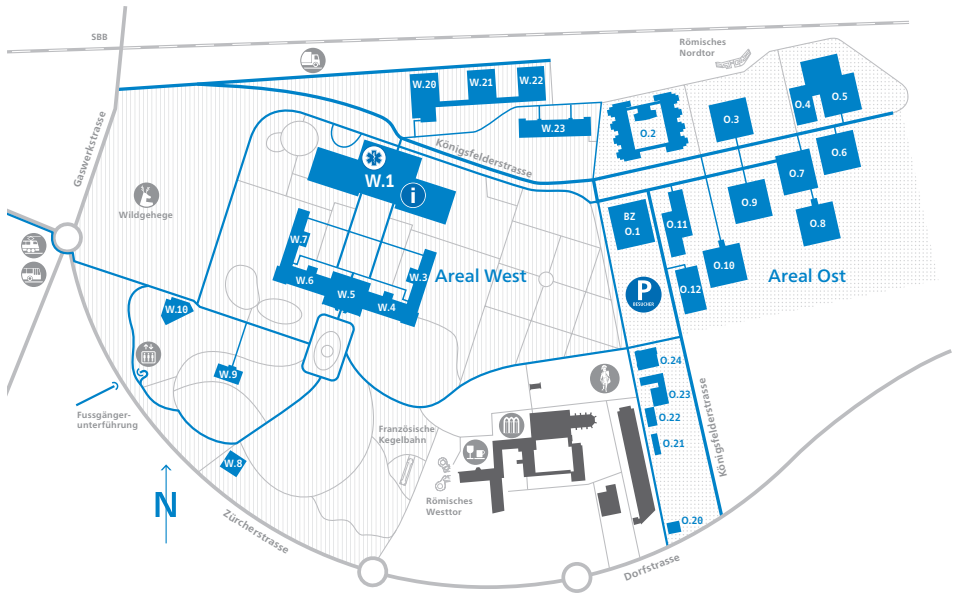 SBB
Römisches
Nordtor
Gaswerkstrasse
W.20
W.21
W.22
W.23
O.2
O.3
O.4
O.5
O.6
O.7
O.8
O.9
O.10
O.11
O.12
BZ
O.1
Königsfelderstrasse
W.1
i
Wildgehege
W.7
W.6
W.5
W.4
W.3
Areal West
Areal Ost
P
BESUCHER
W.10
W.9
W.8
Fussgänger-
unterführung
N
Zürcherstrasse
Französische
Kegelbahn
Römisches
Westtor
O.24
O.23
O.22
O.21
O.20
Königsfelderstrasse
Dorfstrasse